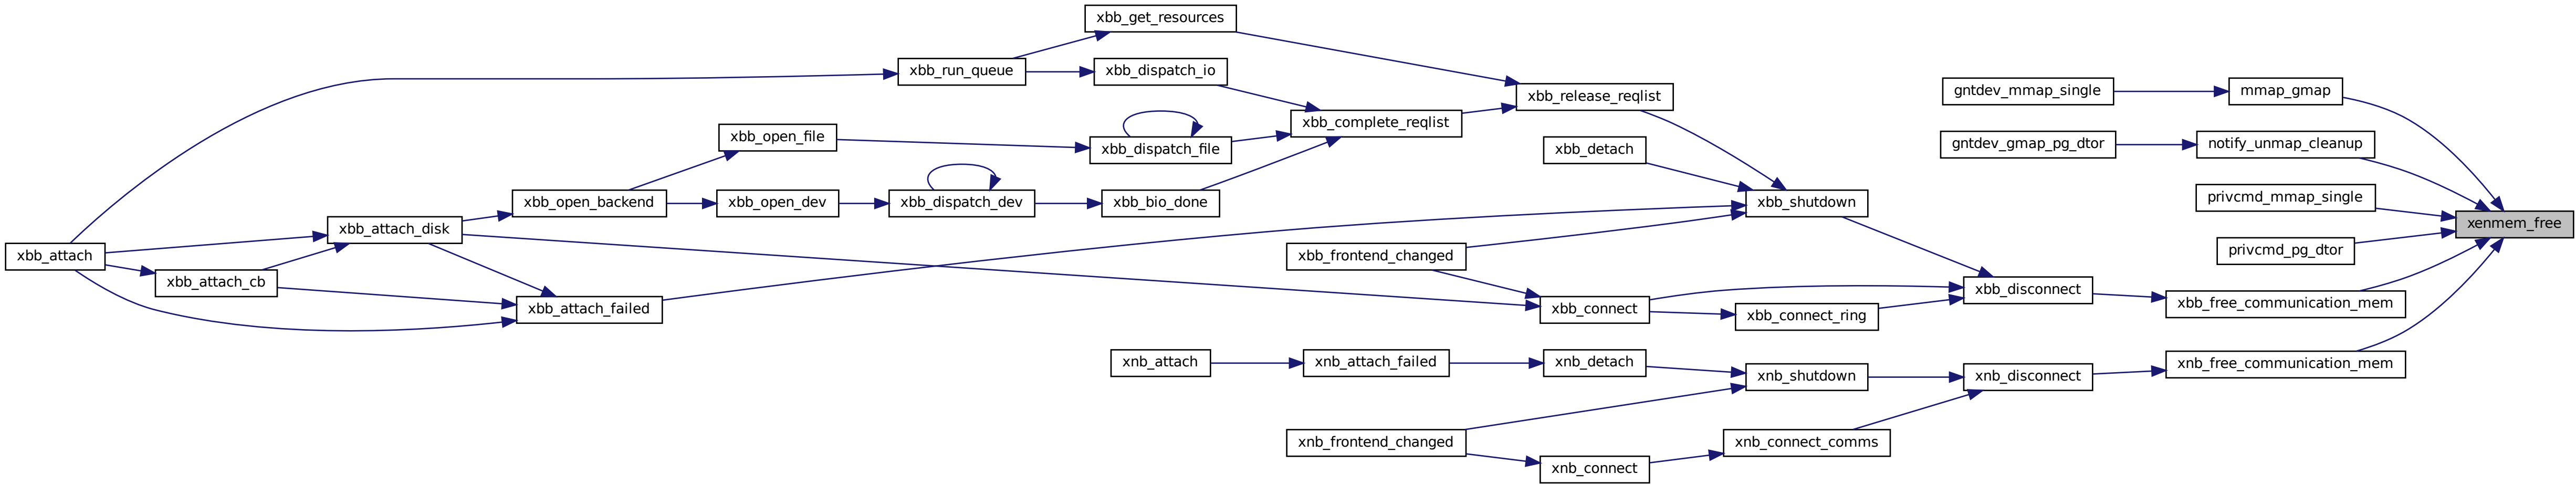 xbb_get_resources
xbb_run_queue
xbb_dispatch_io
xbb_release_reqlist
gntdev_mmap_single
mmap_gmap
xbb_complete_reqlist
xbb_open_file
xbb_dispatch_file
xbb_detach
gntdev_gmap_pg_dtor
notify_unmap_cleanup
xbb_open_backend
xbb_open_dev
xbb_dispatch_dev
xbb_bio_done
xbb_shutdown
privcmd_mmap_single
xbb_attach_disk
xenmem_free
xbb_attach
xbb_frontend_changed
privcmd_pg_dtor
xbb_attach_cb
xbb_disconnect
xbb_free_communication_mem
xbb_attach_failed
xbb_connect
xbb_connect_ring
xnb_attach
xnb_attach_failed
xnb_detach
xnb_shutdown
xnb_disconnect
xnb_free_communication_mem
xnb_frontend_changed
xnb_connect_comms
xnb_connect